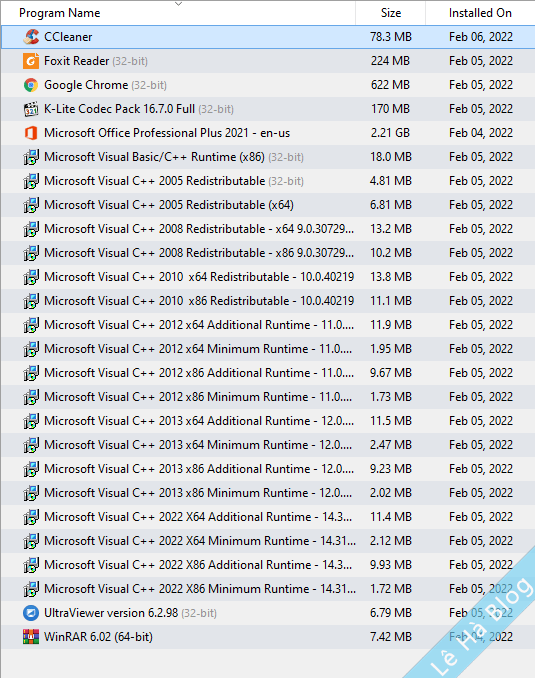 Program Name Size Installed On
CCleaner 78.3 MB Feb 06, 2022
Foxit Reader (32-bit) 224 MB Feb 05, 2022
Google Chrome (32-bit) 622 MB Feb 05, 2022
K-Lite Codec Pack 16.7.0 Full (32-bit) 170 MB Feb 05, 2022
Microsoft Office Professional Plus 2021 - en-us 2.21 GB Feb 04, 2022
Microsoft Visual Basic/C++ Runtime (x86) (32-bit) 18.0 MB Feb 05, 2022
Microsoft Visual C++ 2005 Redistributable (32-bit) 4.81 MB Feb 05, 2022
Microsoft Visual C++ 2005 Redistributable (x64) 6.81 MB Feb 05, 2022
Microsoft Visual C++ 2008 Redistributable - x64 9.0.30729... 13.2 MB Feb 05, 2022
Microsoft Visual C++ 2008 Redistributable - x86 9.0.30729... 10.2 MB Feb 05, 2022
Microsoft Visual C++ 2010 x64 Redistributable - 10.0.40219 13.8 MB Feb 05, 2022
Microsoft Visual C++ 2010 x86 Redistributable - 10.0.40219 11.1 MB Feb 05, 2022
Microsoft Visual C++ 2012 x64 Additional Runtime - 11.0.... 11.9 MB Feb 05, 2022
Microsoft Visual C++ 2012 x64 Minimum Runtime - 11.0.... 1.95 MB Feb 05, 2022
Microsoft Visual C++ 2012 x86 Additional Runtime - 11.0.... 9.67 MB Feb 05, 2022
Microsoft Visual C++ 2012 x86 Minimum Runtime - 11.0.... 1.73 MB Feb 05, 2022
Microsoft Visual C++ 2013 x64 Additional Runtime - 12.0.... 11.5 MB Feb 05, 2022
Microsoft Visual C++ 2013 x64 Minimum Runtime - 12.0.... 2.47 MB Feb 05, 2022
Microsoft Visual C++ 2013 x86 Additional Runtime - 12.0.... 9.23 MB Feb 05, 2022
Microsoft Visual C++ 2013 x86 Minimum Runtime - 12.0.... 2.02 MB Feb 05, 2022
Microsoft Visual C++ 2022 X64 Additional Runtime - 14.3... 11.4 MB Feb 05, 2022
Microsoft Visual C++ 2022 X64 Minimum Runtime - 14.31... 2.12 MB Feb 05, 2022
Microsoft Visual C++ 2022 X86 Additional Runtime - 14.3... 9.93 MB Feb 05, 2022
Microsoft Visual C++ 2022 X86 Minimum Runtime - 14.31... 1.72 MB Feb 05, 2022
UltraViewer version 6.2.98 (32-bit) 6.79 MB Feb 05, 2022
WinRAR 6.02 (64-bit) 7.42 MB Feb 04, 2022
Lê Hà Blog